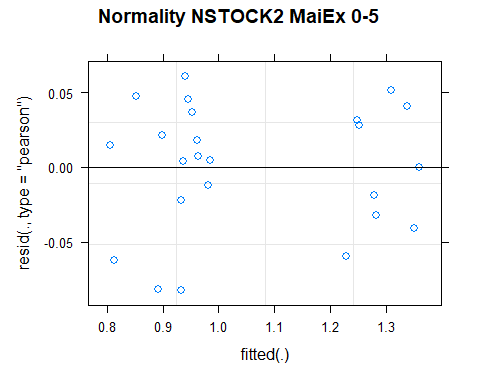 Normality NSTOCK2 MaiEx 0-5
resid(., type = "pearson")
0.05
0.00
-0.05
0.8 0.9 1.0 1.1 1.2 1.3
fitted(.)